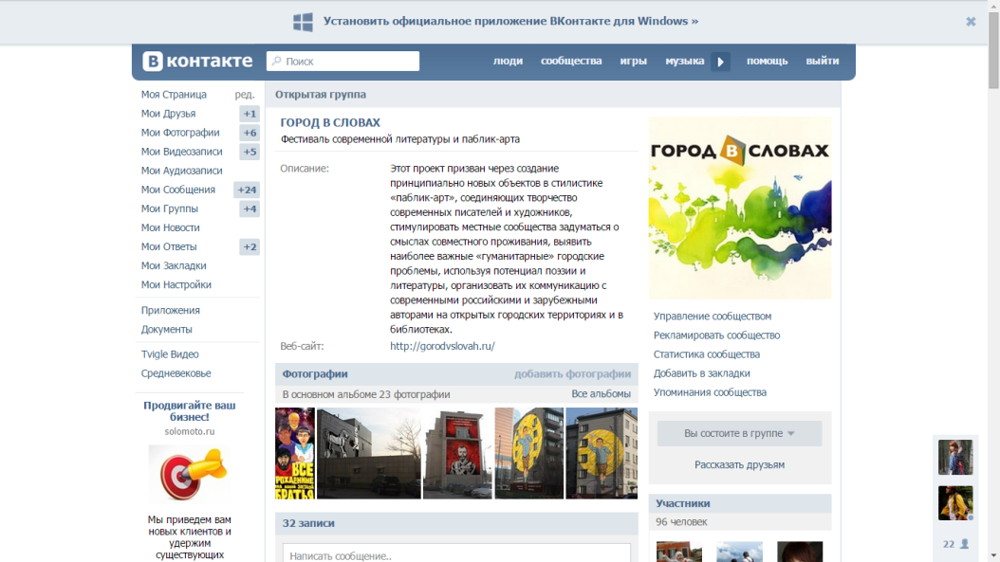 Установить официальное приложение ВКонтакте для Windows »
В контакте
Поиск
люди сообщества игры музыка помощь выйти
Моя Страница ред.
Мои Друзья +1
Мои Фотографии +6
Мои Видеозаписи +5
Мои Аудиозаписи
Мои Сообщения +24
Мои Группы +4
Мои Новости
Мои Ответы +2
Мои Закладки
Мои Настройки
Приложения
Документы
Tvigle Видео
Средневековье
Продвигайте ваш
бизнес!
solomoto.ru
Мы приведем вам
новых клиентов и
удержим
существующих
Открытая группа
ГОРОД В СЛОВАХ
Фестиваль современной литературы и паблик-арта
Описание: Этот проект призван через создание
принципиально новых объектов в стилистике
«паблик-арт», соединяющих творчество
современных писателей и художников,
стимулировать местные сообщества задуматься о
смыслах совместного проживания, выявить
наиболее важные «гуманитарные» городские
проблемы, используя потенциал поэзии и
литературы, организовать их коммуникацию с
современными российскими и зарубежными
авторами на открытых городских территориях и в
библиотеках.
Веб-сайт: http://gorodvslovah.ru/
Фотографии добавить фотографии
В основном альбоме 23 фотографии Все альбомы
ВСЕ
БРАТЬЯ
32 записи
Написать сообщение..
ГОРОД В СЛОВАХ
Управление сообществом
Рекламировать сообщество
Статистика сообщества
Добавить в закладки
Упоминания сообщества
Вы состоите в группе
Рассказать друзьям
Участники
96 человек
22